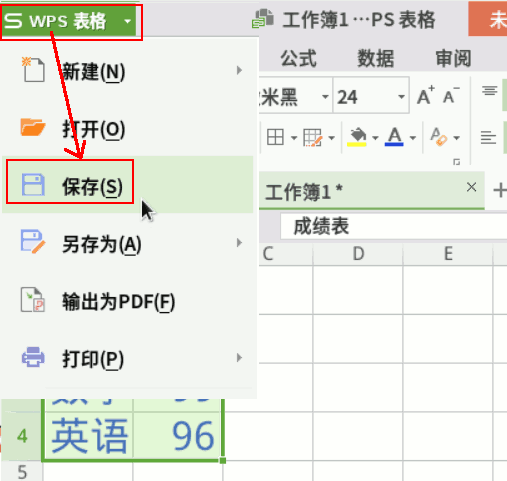 WPS 表格
工作簿1 …PS 表格
未
公式 数据 审阅
新建(N)
米黑 24 A+ A-
打开(O)
保存(S)
工作簿1 *
成绩表
另存为(A)
C D E
输出为PDF(F)
打印(P)
4 英语 96
5